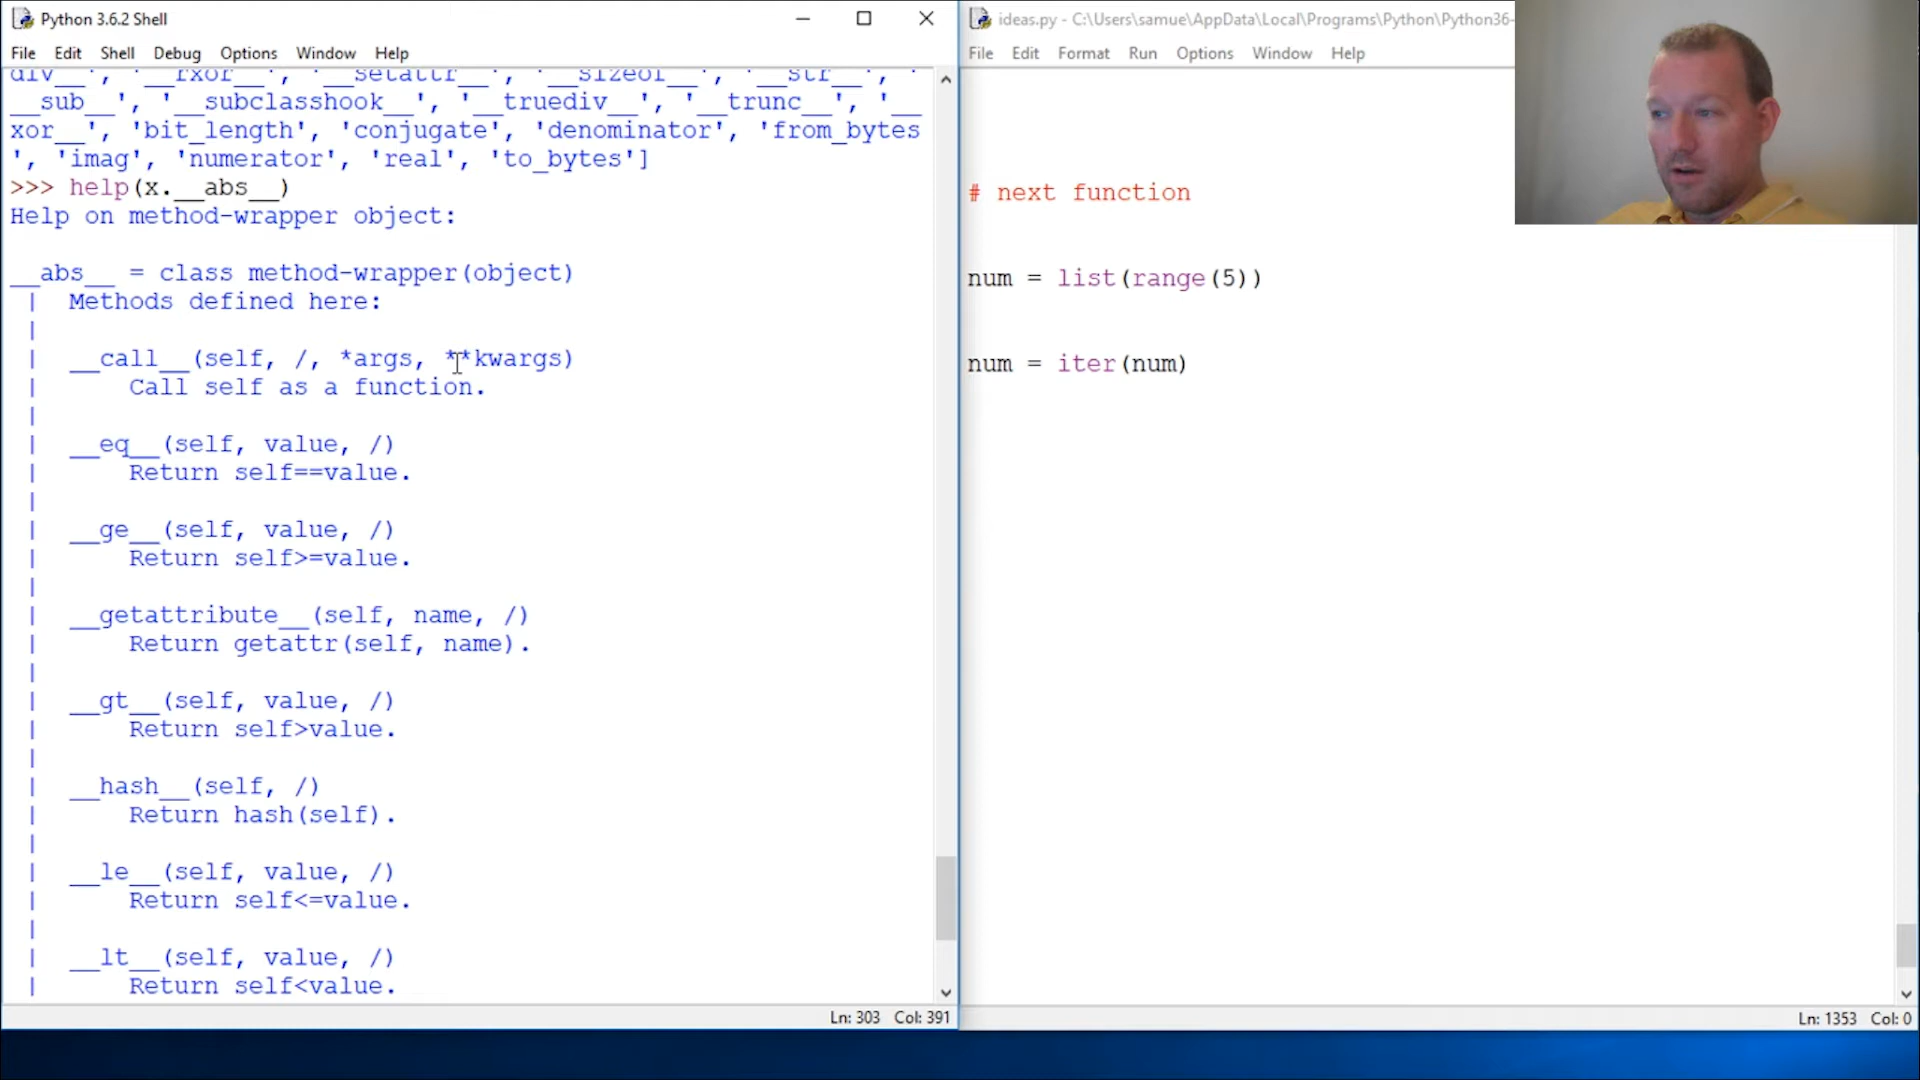 Python 3.6.2 Shell
File Edit Shell Debug Options Window Help
div__', '__rxor__', '__setattr__', '__sizeof__', '__str__', '
__sub__', '__subclasshook__', '__truediv__', '__trunc__', '__
xor__', 'bit_length', 'conjugate', 'denominator', 'from_bytes
', 'imag', 'numerator', 'real', 'to_bytes']
>>> help(x.__abs__)
Help on method-wrapper object:
__abs__ = class method-wrapper(object)
 |  Methods defined here:
 |
 |  __call__(self, /, *args, **kwargs)
 |      Call self as a function.
 |
 |  __eq__(self, value, /)
 |      Return self==value.
 |
 |  __ge__(self, value, /)
 |      Return self>=value.
 |
 |  __getattribute__(self, name, /)
 |      Return getattr(self, name).
 |
 |  __gt__(self, value, /)
 |      Return self>value.
 |
 |  __hash__(self, /)
 |      Return hash(self).
 |
 |  __le__(self, value, /)
 |      Return self<=value.
 |
 |  __lt__(self, value, /)
 |      Return self<value.
Ln: 303 Col: 391
ideas.py - C:\Users\samue\AppData\Local\Programs\Python\Python36-
File Edit Format Run Options Window Help
# next function
num = list(range(5))
num = iter(num)
Ln: 1353 Col: 0